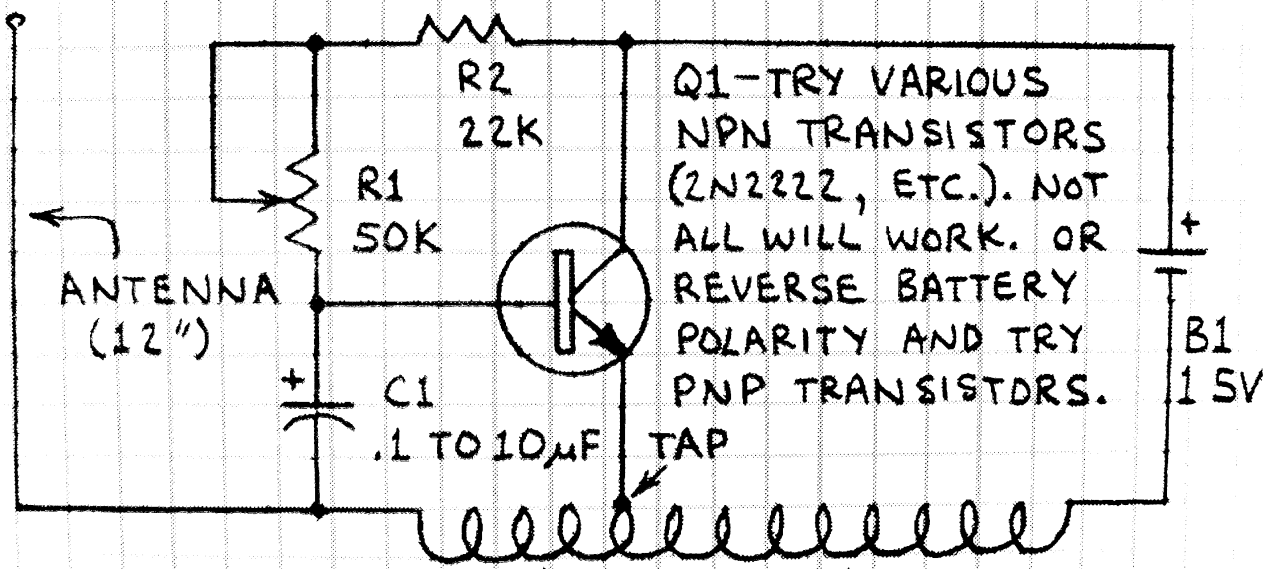 R2
22K
Q1-TRY VARIOUS
NPN TRANSISTORS
(2N2222, ETC.). NOT
ALL WILL WORK. OR
REVERSE BATTERY
POLARITY AND TRY
PNP TRANSISTORS.
R1
50K
ANTENNA
(12")
+
B1
1 5V
+
C1
.1 TO 10µF
TAP